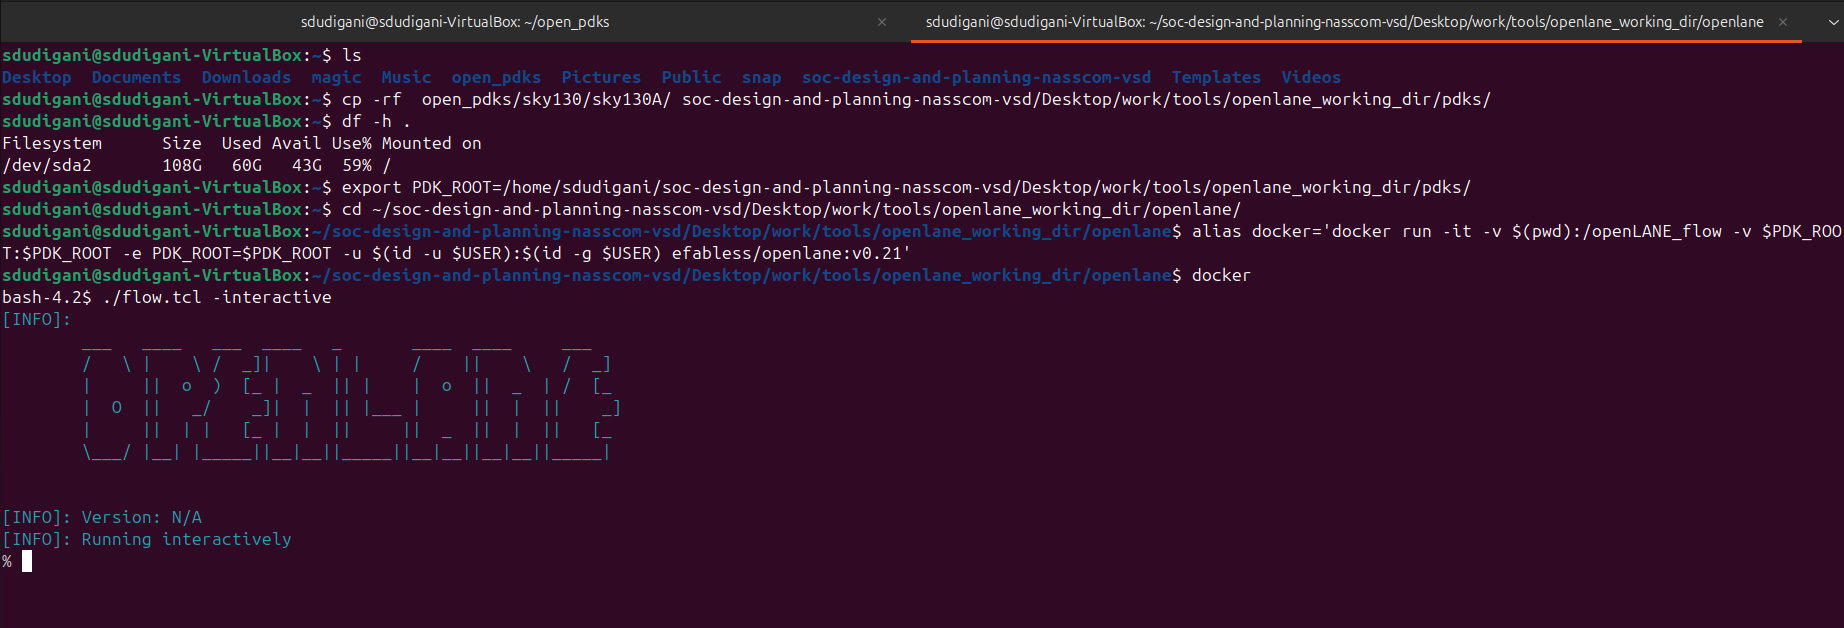 sdudigani@sdudigani-VirtualBox: ~/open_pdks × sdudigani@sdudigani-VirtualBox: ~/soc-design-and-planning-nasscom-vsd/Desktop/work/tools/openlane_working_dir/openlane ×
sdudigani@sdudigani-VirtualBox:~$ ls
Desktop  Documents  Downloads  magic  Music  open_pdks  Pictures  Public  snap  soc-design-and-planning-nasscom-vsd  Templates  Videos
sdudigani@sdudigani-VirtualBox:~$ cp -rf  open_pdks/sky130/sky130A/ soc-design-and-planning-nasscom-vsd/Desktop/work/tools/openlane_working_dir/pdks/
sdudigani@sdudigani-VirtualBox:~$ df -h .
Filesystem      Size  Used Avail Use% Mounted on
/dev/sda2       108G   60G   43G  59% /
sdudigani@sdudigani-VirtualBox:~$ export PDK_ROOT=/home/sdudigani/soc-design-and-planning-nasscom-vsd/Desktop/work/tools/openlane_working_dir/pdks/
sdudigani@sdudigani-VirtualBox:~$ cd ~/soc-design-and-planning-nasscom-vsd/Desktop/work/tools/openlane_working_dir/openlane/
sdudigani@sdudigani-VirtualBox:~/soc-design-and-planning-nasscom-vsd/Desktop/work/tools/openlane_working_dir/openlane$ alias docker='docker run -it -v $(pwd):/openLANE_flow -v $PDK_ROO
T:$PDK_ROOT -e PDK_ROOT=$PDK_ROOT -u $(id -u $USER):$(id -g $USER) efabless/openlane:v0.21'
sdudigani@sdudigani-VirtualBox:~/soc-design-and-planning-nasscom-vsd/Desktop/work/tools/openlane_working_dir/openlane$ docker
bash-4.2$ ./flow.tcl -interactive
[INFO]:
OPENLANE
[INFO]: Version: N/A
[INFO]: Running interactively
%